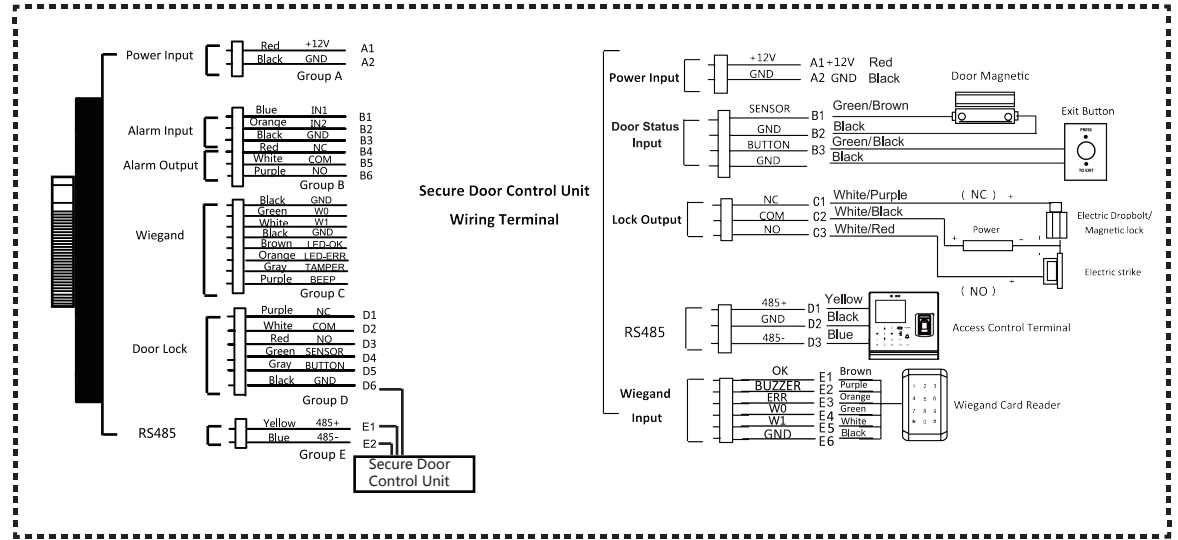 Power Input
Red +12V A1
Black GND A2
Group A
Alarm Input
Blue IN1 B1
Orange IN2 B2
Black GND B3
Alarm Output
Red NC B4
White COM B5
Purple NO B6
Group B
Wiegand
Black GND
Green W0
White W1
Black GND
Brown LED-OK
Orange LED-ERR
Gray TAMPER
Purple BEEP
Group C
Door Lock
Purple NC D1
White COM D2
Red NO D3
Green SENSOR D4
Gray BUTTON D5
Black GND D6
Group D
RS485
Yellow 485+ E1
Blue 485- E2
Group E
Secure Door
Control Unit
Secure Door Control Unit
Wiring Terminal
Power Input
+12V A1+12V Red
GND A2 GND Black
Door Status
Input
SENSOR B1 Green/Brown
GND B2 Black
BUTTON B3 Green/Black
GND Black
Door Magnetic
Exit Button
PRESS
TO EXIT
Lock Output
NC C1 White/Purple ( NC ) +
COM C2 White/Black
NO C3 White/Red
+ Power - -
Electric Dropbolt/
Magnetic lock
Electric strike
( NO ) +
RS485
485+ D1 Yellow
GND D2 Black
485- D3 Blue
Access Control Terminal
Wiegand
Input
OK E1 Brown
BUZZER E2 Purple
ERR E3 Orange
W0 E4 Green
W1 E5 White
GND E6 Black
1 2 3
4 5 6
7 8 9
* 0 #
Wiegand Card Reader